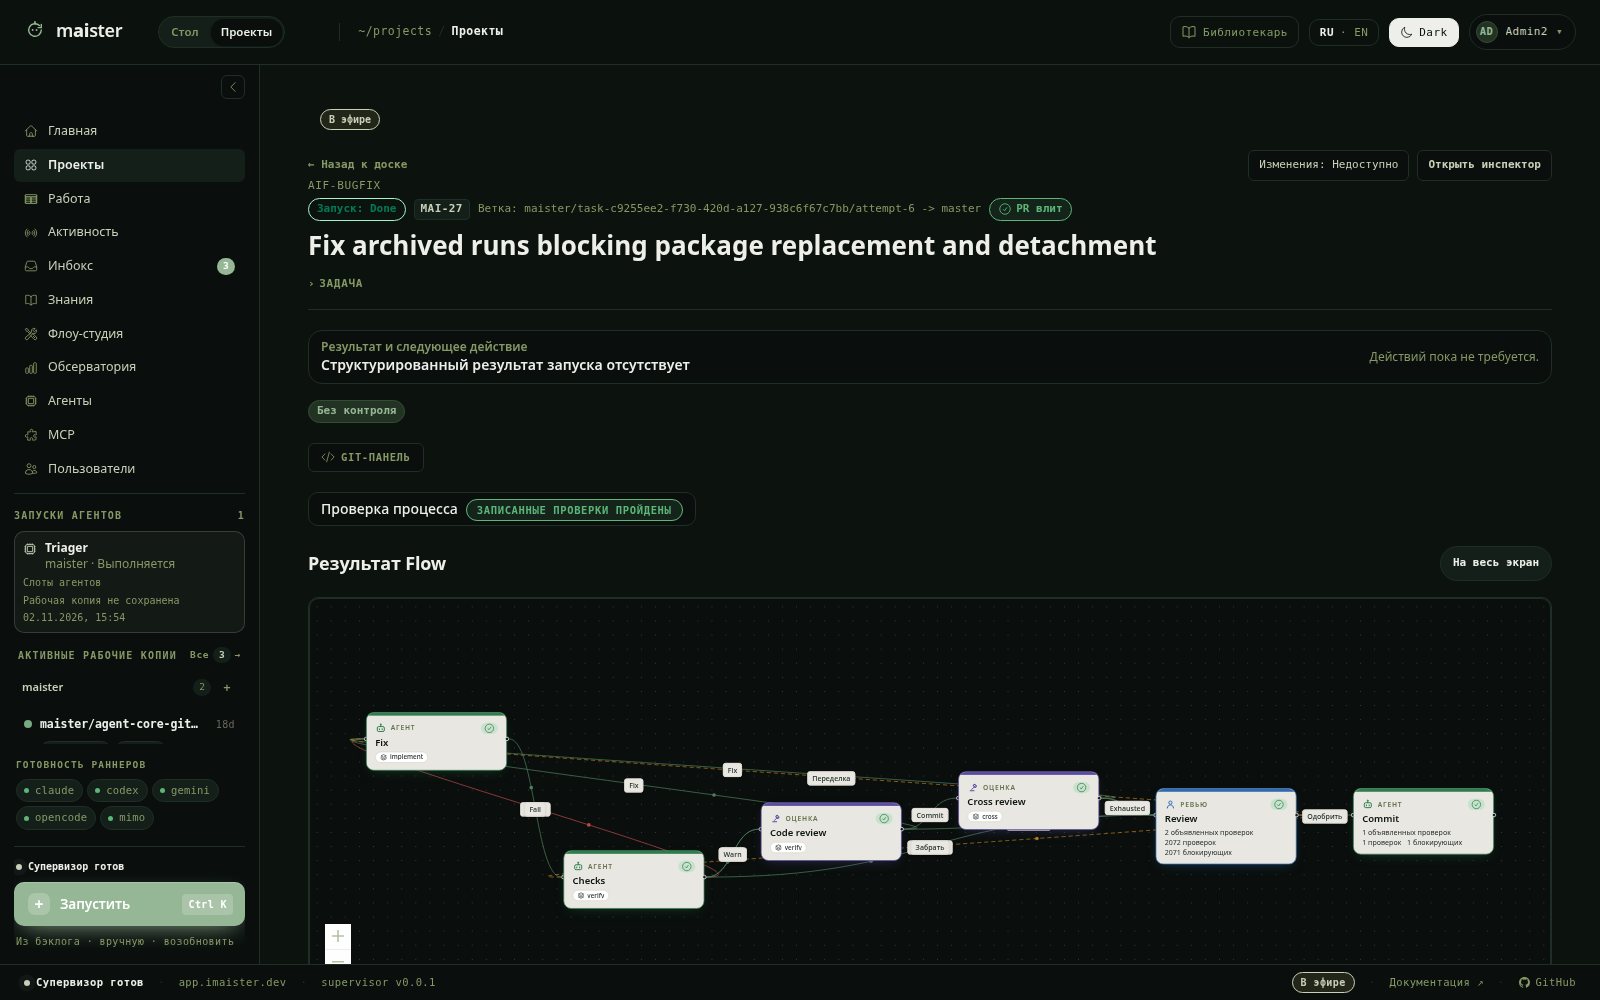 maister
Стол
Проекты
~/projects / Проекты
Библиотекарь
RU · EN
Dark
AD
Admin2
Главная
Проекты
Работа
Активность
Инбокс
3
Знания
Флоу-студия
Обсерватория
Агенты
MCP
Пользователи
ЗАПУСКИ АГЕНТОВ
1
Triager
maister · Выполняется
Слоты агентов
Рабочая копия не сохранена
02.11.2026, 15:54
АКТИВНЫЕ РАБОЧИЕ КОПИИ
Все 3 →
maister
2 +
maister/agent-core-git…
18d
ГОТОВНОСТЬ РАННЕРОВ
claude
codex
gemini
opencode
mimo
Супервизор готов
+ Запустить
Ctrl K
Из бэклога · вручную · возобновить
В эфире
← Назад к доске
Изменения: Недоступно
Открыть инспектор
AIF-BUGFIX
Запуск: Done
MAI-27
Ветка: maister/task-c9255ee2-f730-420d-a127-938c6f67c7bb/attempt-6 -> master
PR влит
Fix archived runs blocking package replacement and detachment
› ЗАДАЧА
Результат и следующее действие
Структурированный результат запуска отсутствует
Действий пока не требуется.
Без контроля
GIT-ПАНЕЛЬ
Проверка процесса
ЗАПИСАННЫЕ ПРОВЕРКИ ПРОЙДЕНЫ
Результат Flow
На весь экран
АГЕНТ
Fix
implement
Fix
Fix
Переделка
Fail
Warn
АГЕНТ
Checks
verify
ОЦЕНКА
Code review
verify
Commit
Забрать
ОЦЕНКА
Cross review
cross
Exhausted
РЕВЬЮ
Review
2 объявленных проверок
2072 проверок
2071 блокирующих
Одобрить
АГЕНТ
Commit
1 объявленных проверок
1 проверок 1 блокирующих
Супервизор готов
·
app.imaister.dev
·
supervisor v0.0.1
В эфире
·
Документация ↗
·
GitHub